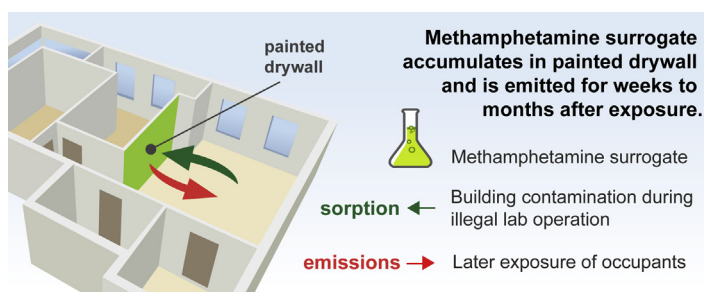 painted
drywall
Methamphetamine surrogate
accumulates in painted drywall
and is emitted for weeks to
months after exposure.
Methamphetamine surrogate
sorption
Building contamination during
illegal lab operation
emissions
Later exposure of occupants